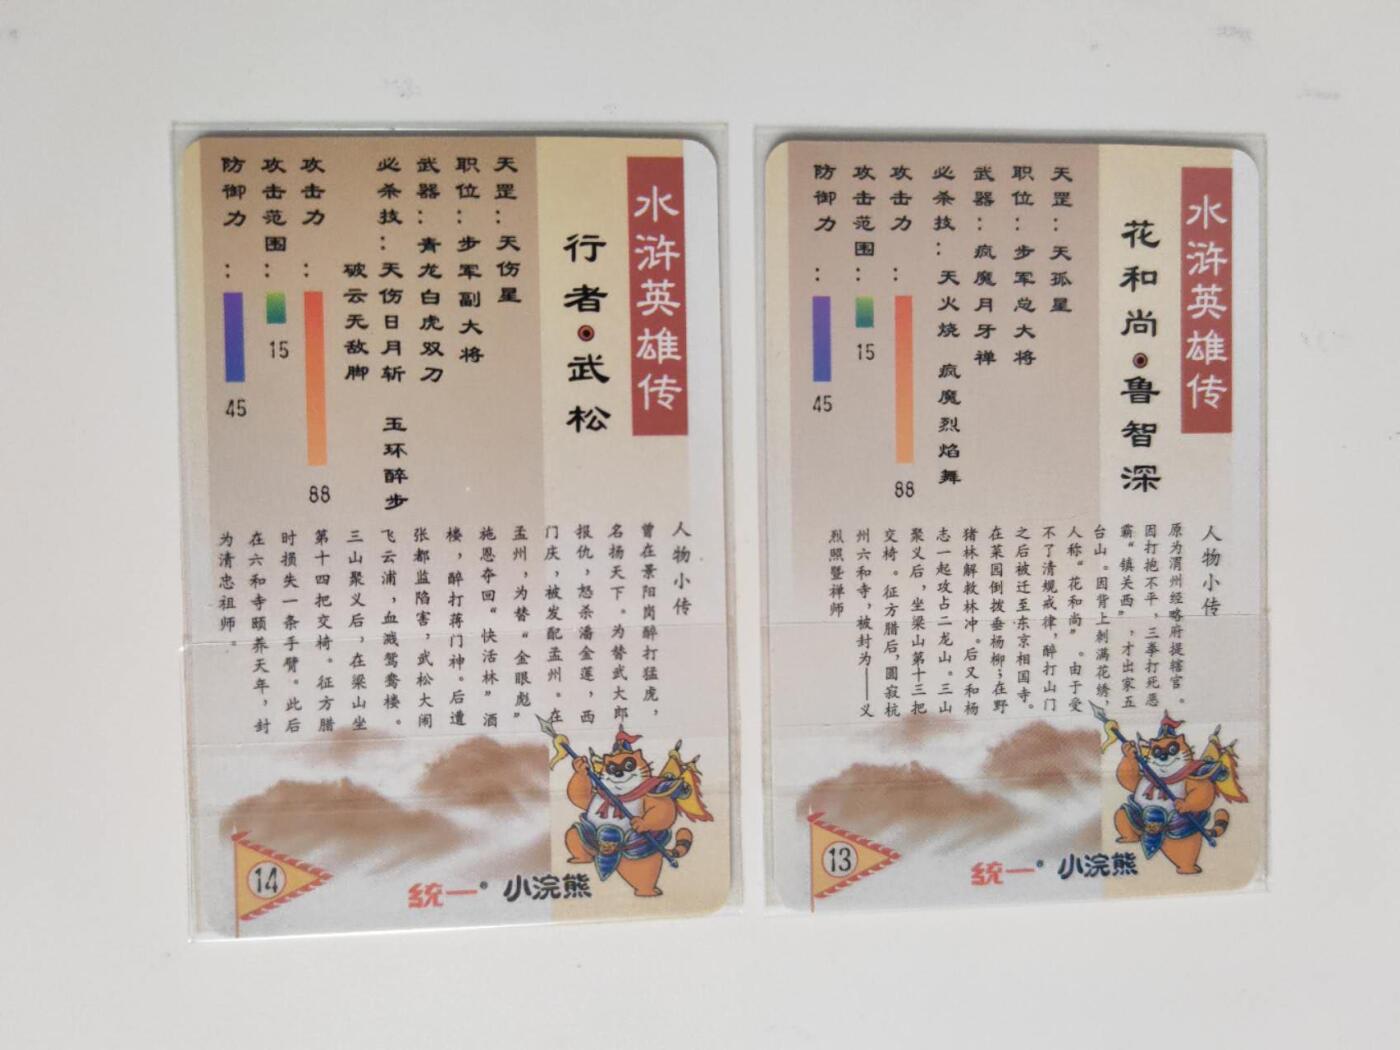 水浒英雄传
行者·武松
天罡：天伤星
职位：步军副大将
武器：青龙白虎双刀
必杀技：天伤日月斩 玉环醉步
破云无敌脚
攻击力：88
攻击范围：15
防御力：45
人物小传
曾在景阳岗醉打猛虎，
名扬天下。为替武大郎
报仇，怒杀潘金莲，西
门庆，被发配孟州。在
孟州，为替“金眼彪”
施恩夺回“快活林”酒
楼，醉打蒋门神。后遭
张都监陷害，武松大闹
飞云浦，血溅鸳鸯楼。
三山聚义后，在梁山坐
第十四把交椅。征方腊
时损失一条手臂。此后
在六和寺颐养天年，封
为清忠祖师。
14
统一 小浣熊
水浒英雄传
花和尚·鲁智深
天罡：天孤星
职位：步军总大将
武器：疯魔月牙禅
必杀技：天火烧 疯魔烈焰舞
攻击力：88
攻击范围：15
防御力：45
人物小传
原为渭州经略府提辖官。
因打抱不平，三拳打死恶
霸“镇关西”，才出家五
台山。因背上刺满花绣，
人称“花和尚”。由于受
不了清规戒律，醉打山门
之后被迁至东京相国寺。
在菜园倒拨垂杨柳；在野
猪林解救林冲。后又和杨
志一起攻占二龙山。三山
聚义后，坐梁山第十三把
交椅。征方腊后，圆寂杭
州六和寺，被封为——义
烈照暨禅师
13
统一 小浣熊